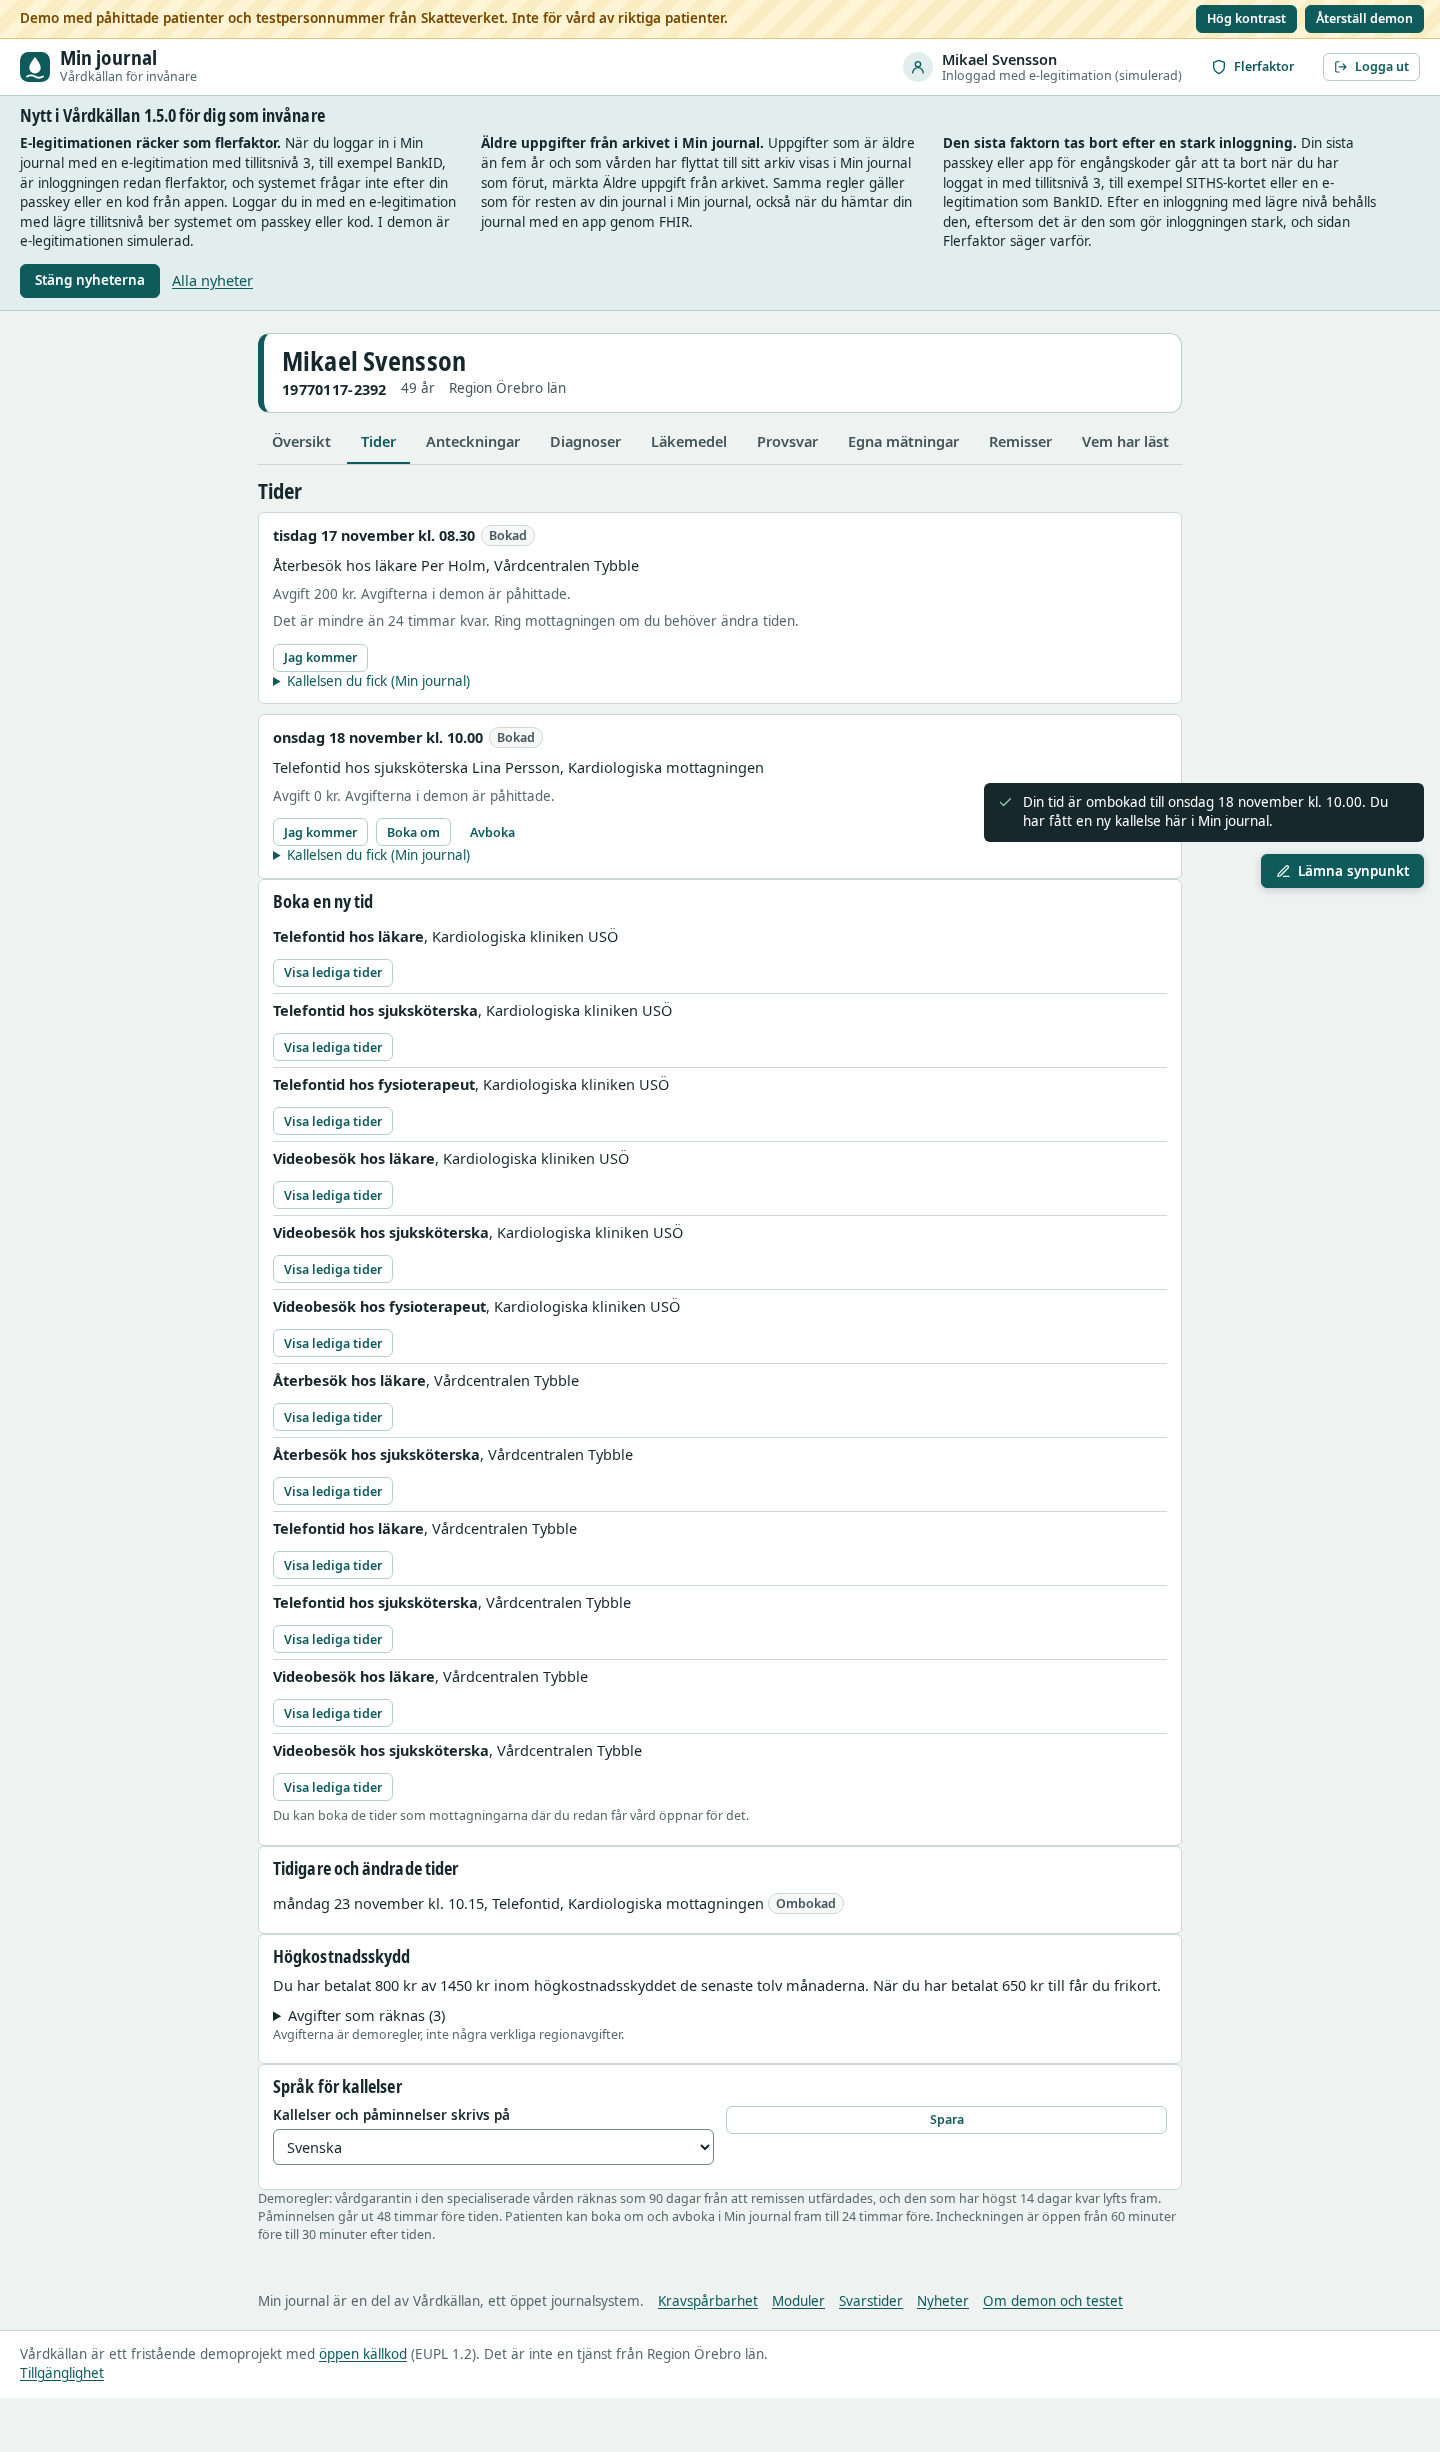 Demo med påhittade patienter och testpersonnummer från Skatteverket. Inte för vård av riktiga patienter.
Hög kontrast
Återställ demon
Min journal
Vårdkällan för invånare
Mikael Svensson
Inloggad med e-legitimation (simulerad)
Flerfaktor
Logga ut
Nytt i Vårdkällan 1.5.0 för dig som invånare
E-legitimationen räcker som flerfaktor. När du loggar in i Min
journal med en e-legitimation med tillitsnivå 3, till exempel BankID,
är inloggningen redan flerfaktor, och systemet frågar inte efter din
passkey eller en kod från appen. Loggar du in med en e-legitimation
med lägre tillitsnivå ber systemet om passkey eller kod. I demon är
e-legitimationen simulerad.
Äldre uppgifter från arkivet i Min journal. Uppgifter som är äldre
än fem år och som vården har flyttat till sitt arkiv visas i Min journal
som förut, märkta Äldre uppgift från arkivet. Samma regler gäller
som för resten av din journal i Min journal, också när du hämtar din
journal med en app genom FHIR.
Den sista faktorn tas bort efter en stark inloggning. Din sista
passkey eller app för engångskoder går att ta bort när du har
loggat in med tillitsnivå 3, till exempel SITHS-kortet eller en e-
legitimation som BankID. Efter en inloggning med lägre nivå behålls
den, eftersom det är den som gör inloggningen stark, och sidan
Flerfaktor säger varför.
Stäng nyheterna
Alla nyheter
Mikael Svensson
19770117-2392 49 år Region Örebro län
Översikt
Tider
Anteckningar
Diagnoser
Läkemedel
Provsvar
Egna mätningar
Remisser
Vem har läst
Tider
tisdag 17 november kl. 08.30 Bokad
Återbesök hos läkare Per Holm, Vårdcentralen Tybble
Avgift 200 kr. Avgifterna i demon är påhittade.
Det är mindre än 24 timmar kvar. Ring mottagningen om du behöver ändra tiden.
Jag kommer
Kallelsen du fick (Min journal)
onsdag 18 november kl. 10.00 Bokad
Telefontid hos sjuksköterska Lina Persson, Kardiologiska mottagningen
Avgift 0 kr. Avgifterna i demon är påhittade.
Jag kommer
Boka om
Avboka
Kallelsen du fick (Min journal)
Din tid är ombokad till onsdag 18 november kl. 10.00. Du
har fått en ny kallelse här i Min journal.
Lämna synpunkt
Boka en ny tid
Telefontid hos läkare, Kardiologiska kliniken USÖ
Visa lediga tider
Telefontid hos sjuksköterska, Kardiologiska kliniken USÖ
Visa lediga tider
Telefontid hos fysioterapeut, Kardiologiska kliniken USÖ
Visa lediga tider
Videobesök hos läkare, Kardiologiska kliniken USÖ
Visa lediga tider
Videobesök hos sjuksköterska, Kardiologiska kliniken USÖ
Visa lediga tider
Videobesök hos fysioterapeut, Kardiologiska kliniken USÖ
Visa lediga tider
Återbesök hos läkare, Vårdcentralen Tybble
Visa lediga tider
Återbesök hos sjuksköterska, Vårdcentralen Tybble
Visa lediga tider
Telefontid hos läkare, Vårdcentralen Tybble
Visa lediga tider
Telefontid hos sjuksköterska, Vårdcentralen Tybble
Visa lediga tider
Videobesök hos läkare, Vårdcentralen Tybble
Visa lediga tider
Videobesök hos sjuksköterska, Vårdcentralen Tybble
Visa lediga tider
Du kan boka de tider som mottagningarna där du redan får vård öppnar för det.
Tidigare och ändrade tider
måndag 23 november kl. 10.15, Telefontid, Kardiologiska mottagningen Ombokad
Högkostnadsskydd
Du har betalat 800 kr av 1450 kr inom högkostnadsskyddet de senaste tolv månaderna. När du har betalat 650 kr till får du frikort.
Avgifter som räknas (3)
Avgifterna är demoregler, inte några verkliga regionavgifter.
Språk för kallelser
Kallelser och påminnelser skrivs på
Svenska
Spara
Demoregler: vårdgarantin i den specialiserade vården räknas som 90 dagar från att remissen utfärdades, och den som har högst 14 dagar kvar lyfts fram.
Påminnelsen går ut 48 timmar före tiden. Patienten kan boka om och avboka i Min journal fram till 24 timmar före. Incheckningen är öppen från 60 minuter
före till 30 minuter efter tiden.
Min journal är en del av Vårdkällan, ett öppet journalsystem. Kravspårbarhet Moduler Svarstider Nyheter Om demon och testet
Vårdkällan är ett fristående demoprojekt med öppen källkod (EUPL 1.2). Det är inte en tjänst från Region Örebro län.
Tillgänglighet